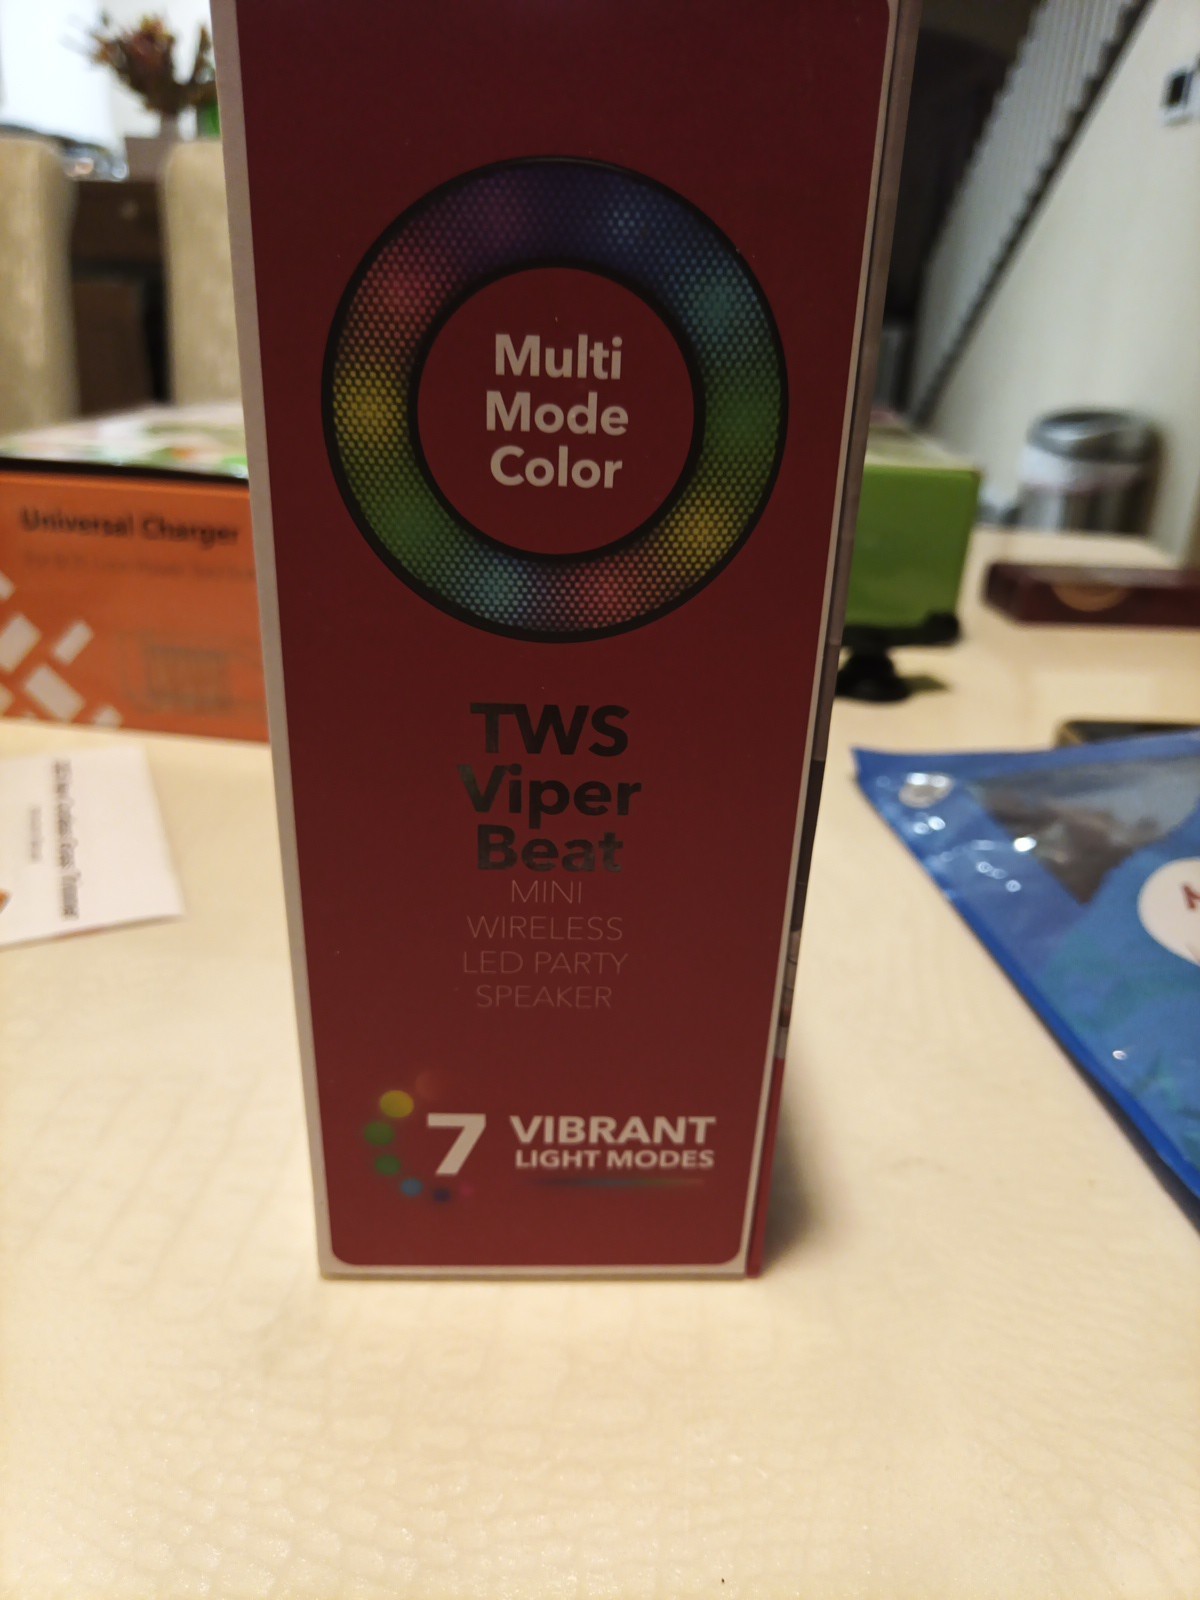 Multi
Mode
Color
TWS
Viper
Beat
MINI
WIRELESS
LED PARTY
SPEAKER
7 VIBRANT
LIGHT MODES
Universal Charger